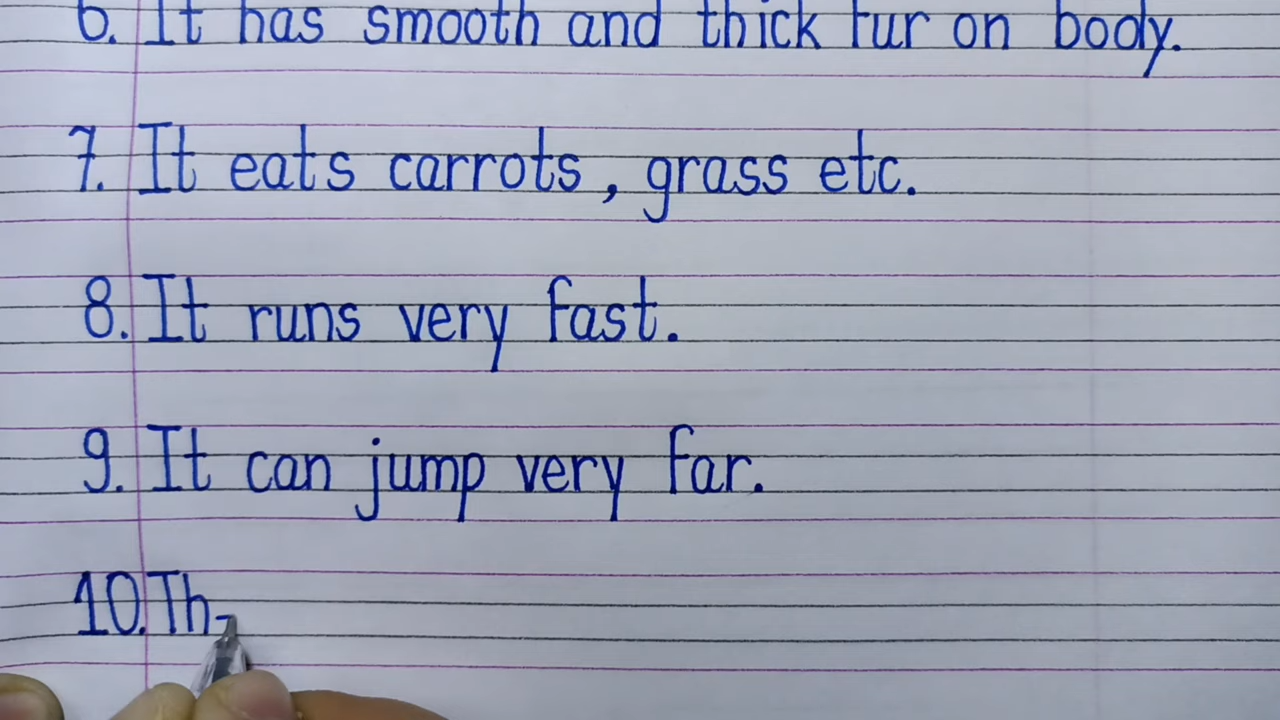 6. It has smooth and thick fur on body.
7. It eats carrots, grass etc.
8. It runs very fast.
9. It can jump very far.
10. Th